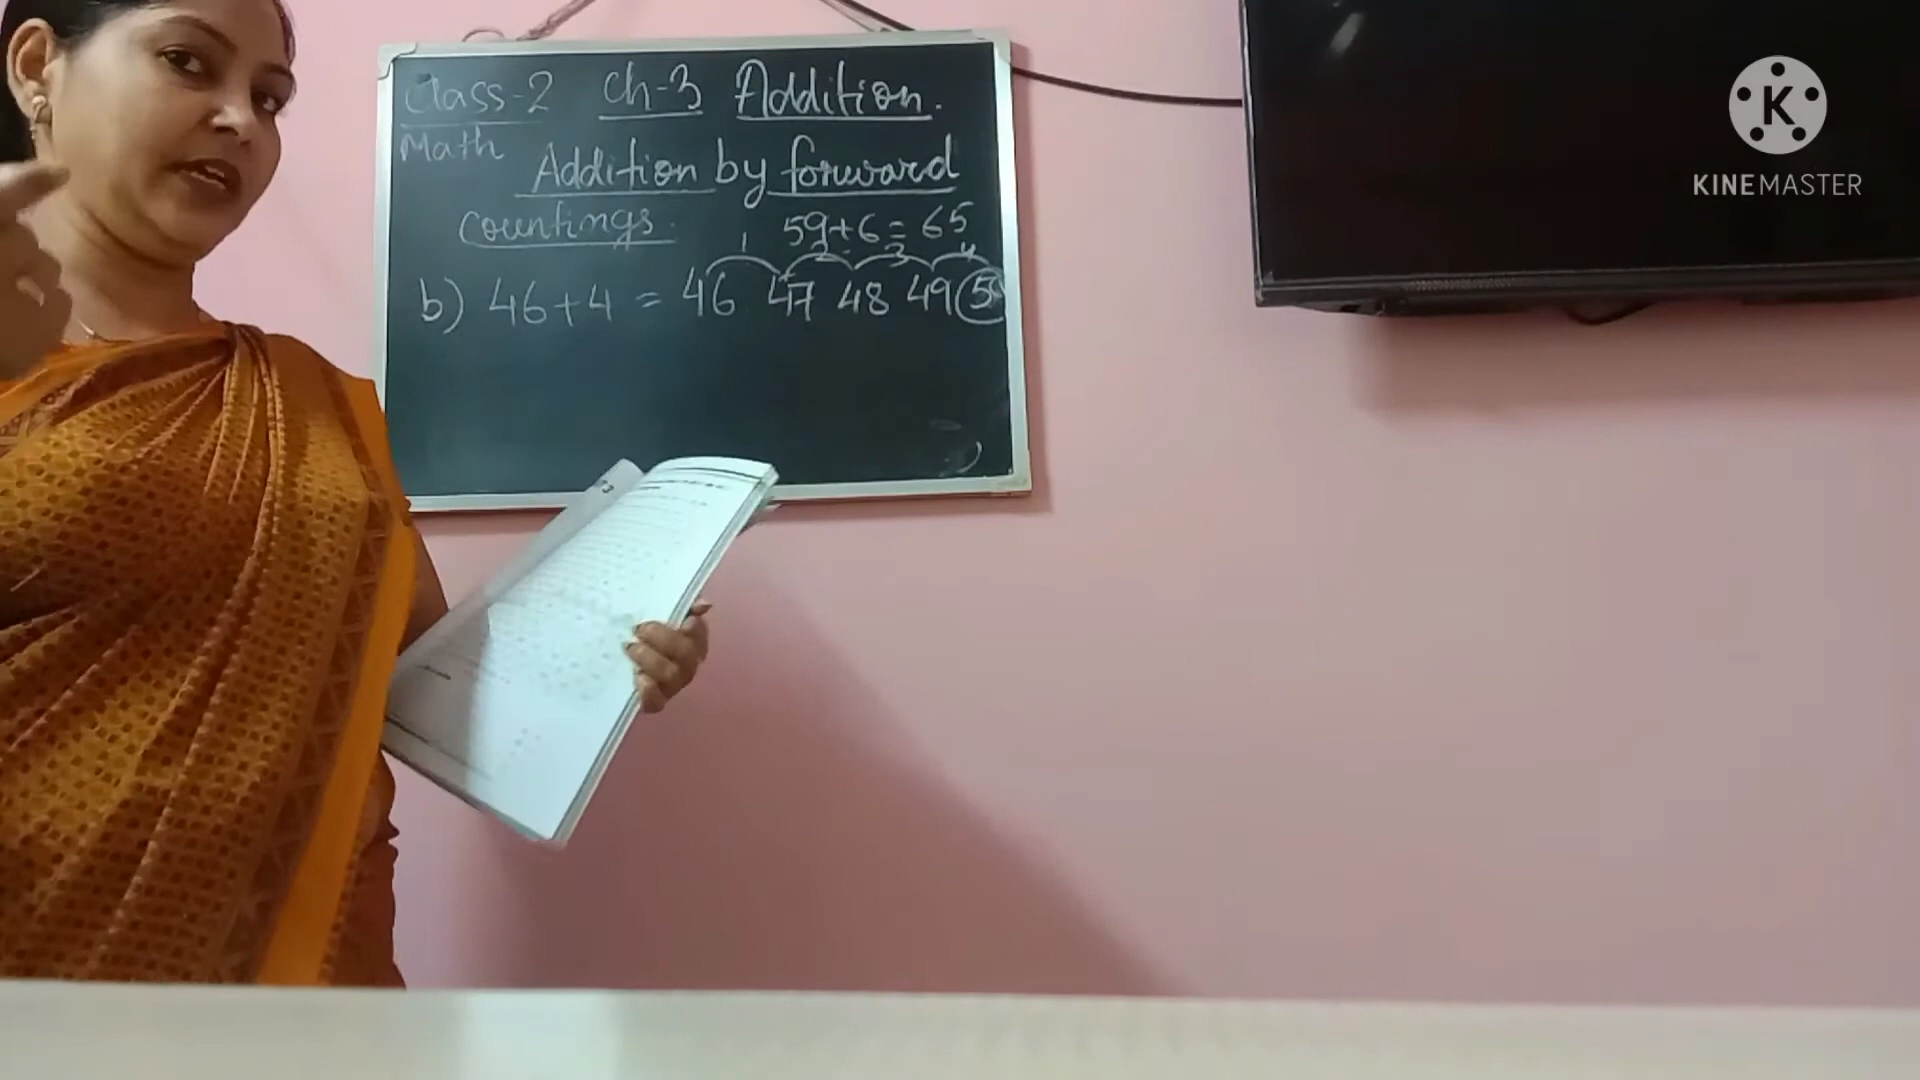 Class-2 Ch-3 Addition.
Math
Addition by forward
countings.
59+6=65
1 2 3 4
b) 46+4 = 46 47 48 49 50
KINEMASTER